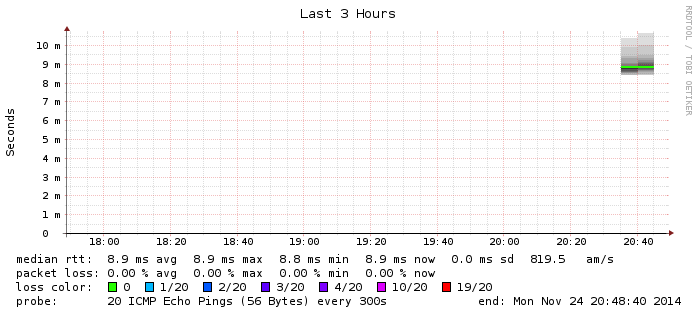 Last 3 Hours
RRDTOOL / TOBI OETIKER
Seconds
10 m
9 m
8 m
7 m
6 m
5 m
4 m
3 m
2 m
1 m
0
18:00 18:20 18:40 19:00 19:20 19:40 20:00 20:20 20:40
median rtt: 8.9 ms avg 8.9 ms max 8.8 ms min 8.9 ms now 0.0 ms sd 819.5 am/s
packet loss: 0.00 % avg 0.00 % max 0.00 % min 0.00 % now
loss color: 0 1/20 2/20 3/20 4/20 10/20 19/20
probe: 20 ICMP Echo Pings (56 Bytes) every 300s end: Mon Nov 24 20:48:40 2014